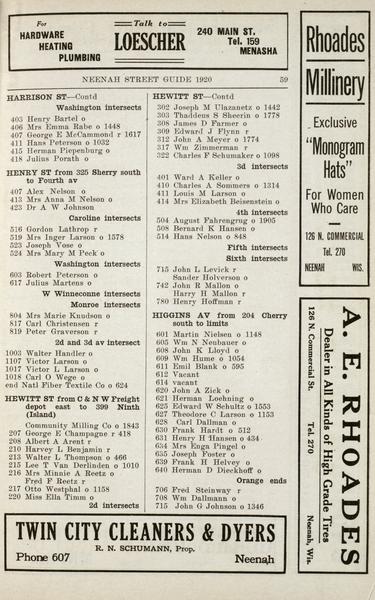 For
HARDWARE
HEATING
PLUMBING
Talk to
LOESCHER
240 MAIN ST.
Tel. 159
MENASHA
NEENAH STREET GUIDE 1920 59
HARRISON ST—Contd
Washington intersects
403 Henry Bartel o
406 Mrs Emma Rabe o 1448
407 George E McCammond r 1617
411 Hans Peterson o 1032
415 Herman Piepenburg o
418 Julius Porath o
HENRY ST from 325 Sherry south
to Fourth av
407 Alex Nelson o
413 Mrs Anna M Nelson o
423 Dr A W Johnson
Caroline intersects
516 Gordon Lathrop r
519 Mrs Inger Larson o 1578
523 Joseph Vose o
524 Mrs Mary M Peck o
Washington intersects
603 Robert Peterson o
617 Julius Martens o
W Winnecomne intersects
Monroe intersects
804 Mrs Marie Knudson o
817 Carl Christensen r
819 Peter Graverson r
2d and 3d av intersect
1003 Walter Handler o
1107 Victor Larson o
1017 Victor L Larson o
1018 Carl O Wege o
end Natl Fiber Textile Co o 624
HEWITT ST from C & N W Freight
depot east to 399 Ninth
(Island)
Community Milling Co o 1843
207 George E Champagne r 418
208 Albert A Arent r
210 Harvey L Benjamin r
213 Walter L Thomson o 466
215 Lee T Van Derlinden o 1010
216 Mrs Minnie A Reetz o
Fred F Reetz r
217 Otto Westphal o 1158
220 Miss Ella Timm o
2d intersects
HEWITT ST—Contd
302 Joseph M Ulazanetz o 1442
303 Thaddeus S Sheerin o 1778
308 James D Farmer o
309 Edward J Flynn r
312 John A Meyer o 1774
317 Wm Zimmerman r
322 Charles F Schumaker o 1098
3d intersects
401 Ward A Keller o
410 Charles A Sommers o 1314
411 Louis M Larson o
414 Mrs Elizabeth Beisenstein o
4th intersects
504 August Fahrengrug o 1905
508 Bernard K Hansen o
514 Hans Nelson o 848
Fifth intersects
Sixth intersects
715 John L Levick r
Sander Holverson o
742 John R Mallon o
Harry H Mallon r
780 Henry Hoffman r
HIGGINS AV from 204 Cherry
south to limits
601 Martin Nielsen o 1148
605 Wm N Neubauer o
608 John K Lloyd o
609 Wm Hume o 1054
611 Emil Blank o 595
612 Vacant
614 vacant
620 John A Zick o
621 Herman Loehning
625 Edward W Schultz o 1553
627 Theodore C Larson o 1153
628 Carl Dallman o
630 Frank Hardt o 512
631 Henry H Hansen o 434
634 Mrs Enga Pingel o
635 Joseph Foster o
639 Frank H Helvey o
640 Herman D Dieckhoff o
Orange ends
706 Fred Steinway r
708 Wm Dallmann o
715 John G Johnson o 1346
TWIN CITY CLEANERS & DYERS
R. N. SCHUMANN, Prop.
Phone 607 Neenah
Rhoades
Millinery
Exclusive
"Monogram
Hats"
For Women
Who Care
126 N. COMMERCIAL
Tel. 270
NEENAH WIS.
A. E. RHOADES
Dealer in All Kinds of High Grade Tires
126 N. Commercial St. Tel. 270 Neenah, Wis.